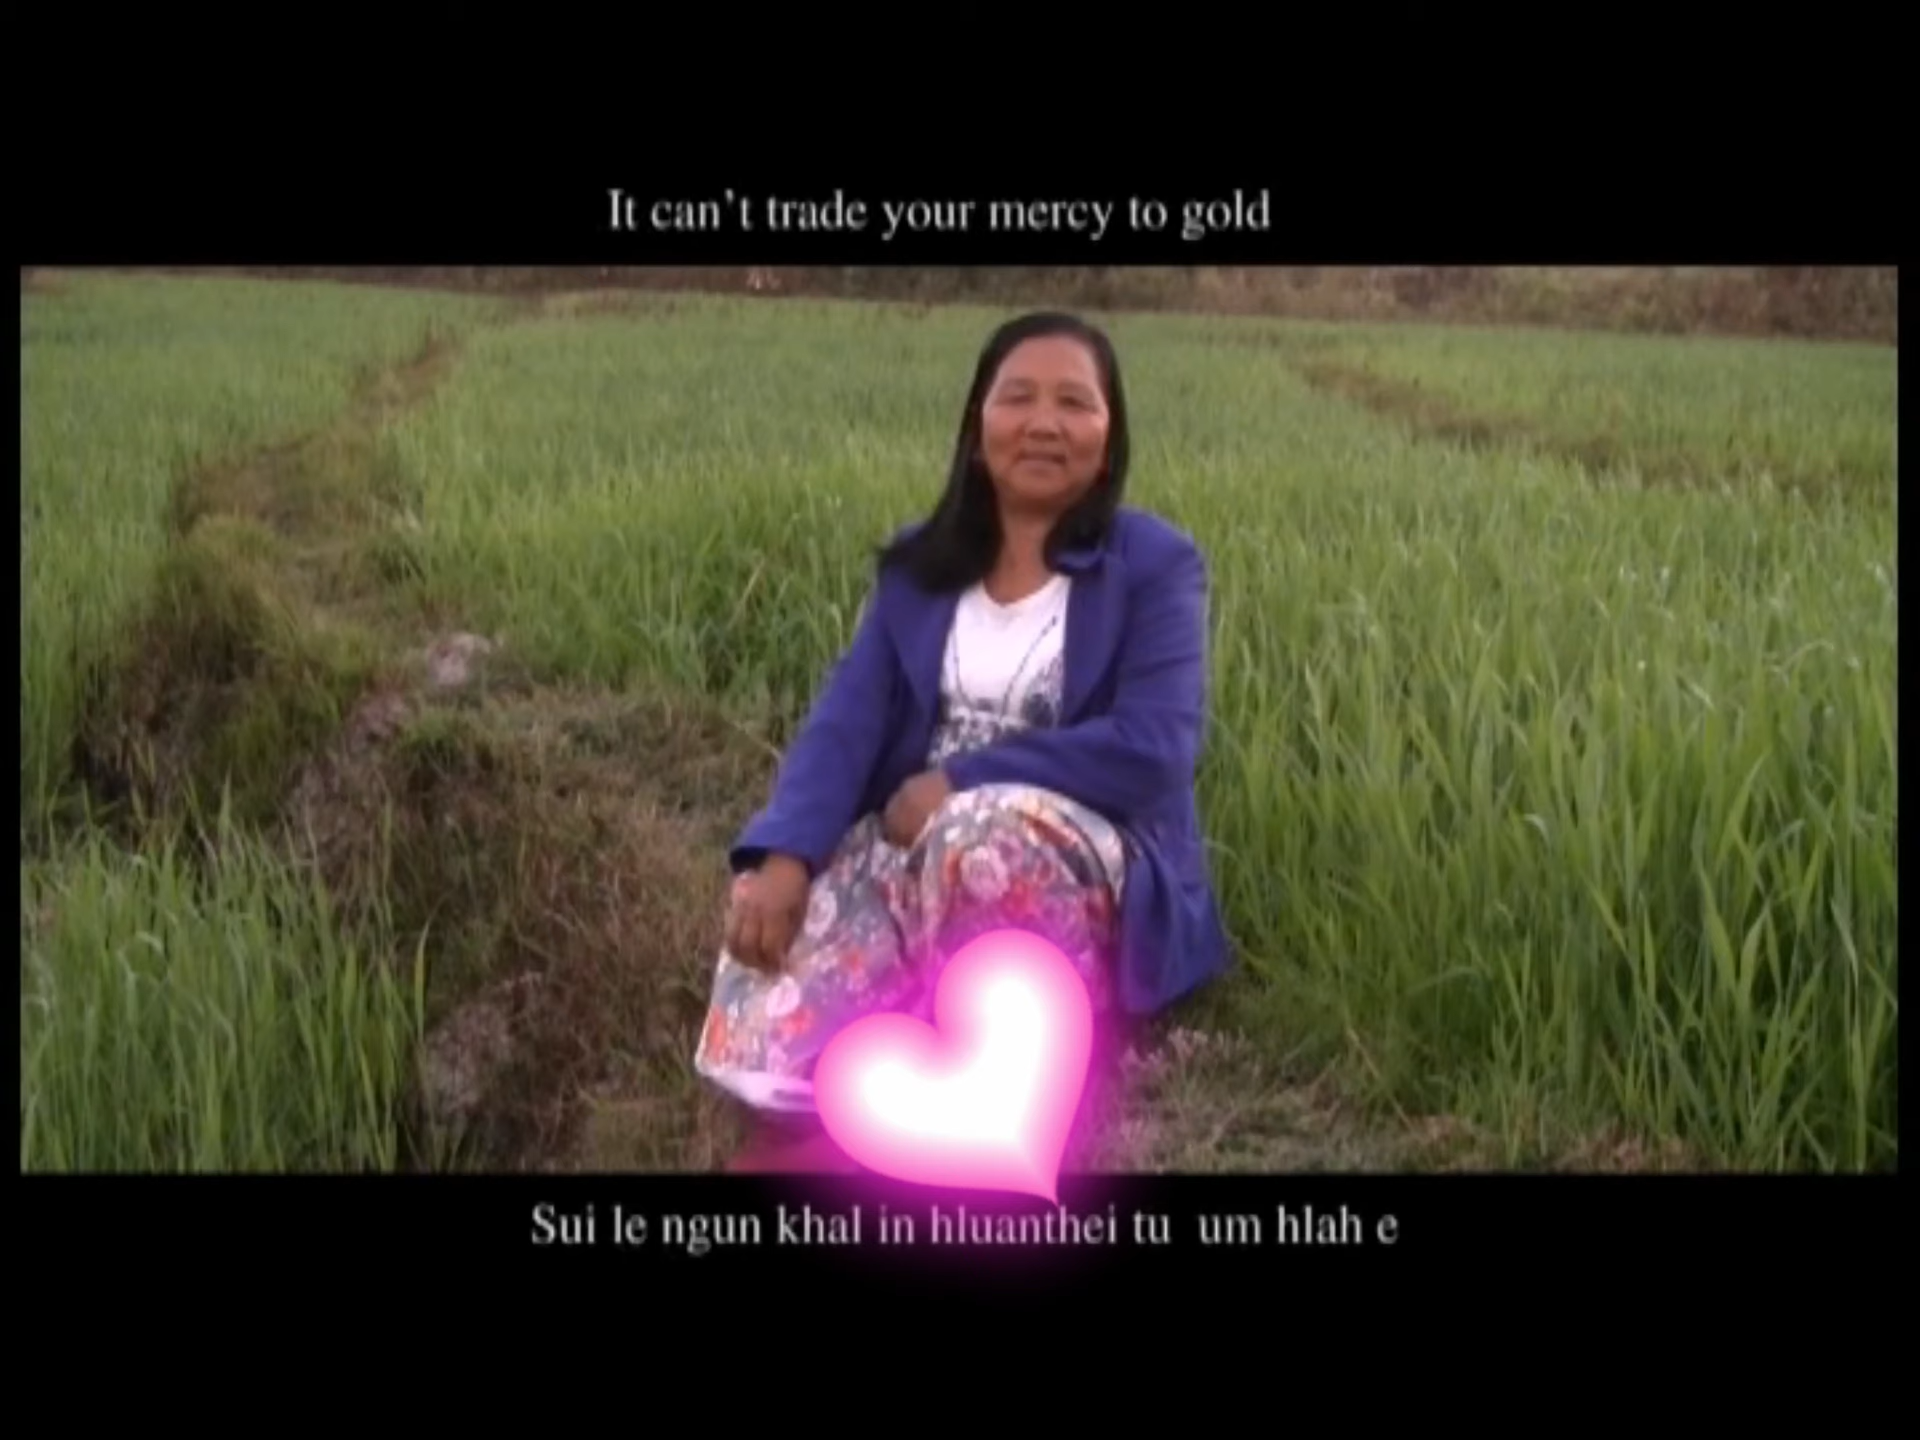 It can't trade your mercy to gold
Sui le ngun khal in hluanthei tu um hlah e